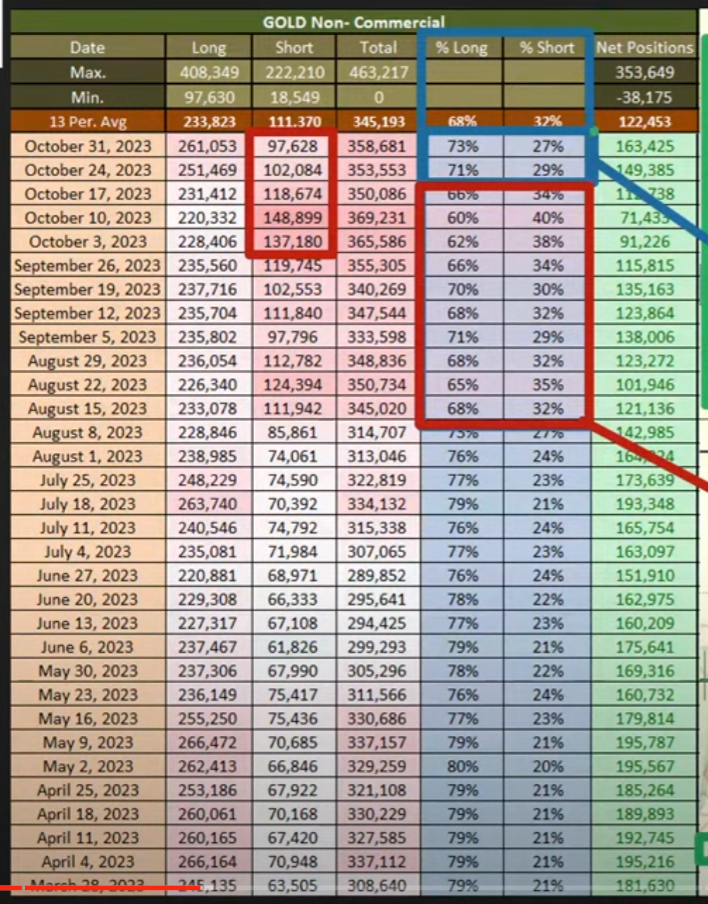 GOLD Non- Commercial
Date Long Short Total % Long % Short Net Positions
Max. 408,349 222,210 463,217 353,649
Min. 97,630 18,549 0 -38,175
13 Per. Avg 233,823 111,370 345,193 68% 32% 122,453
October 31, 2023 261,053 97,628 358,681 73% 27% 163,425
October 24, 2023 251,469 102,084 353,553 71% 29% 149,385
October 17, 2023 231,412 118,674 350,086 66% 34%
October 10, 2023 220,332 148,899 369,231 60% 40% 71,433
October 3, 2023 228,406 137,180 365,586 62% 38% 91,226
September 26, 2023 235,560 119,745 355,305 66% 34% 115,815
September 19, 2023 237,716 102,553 340,269 70% 30% 135,163
September 12, 2023 235,704 111,840 347,544 68% 32% 123,864
September 5, 2023 235,802 97,796 333,598 71% 29% 138,006
August 29, 2023 236,054 112,782 348,836 68% 32% 123,272
August 22, 2023 226,340 124,394 350,734 65% 35% 101,946
August 15, 2023 233,078 111,942 345,020 68% 32% 121,136
August 8, 2023 228,846 85,861 314,707 73% 27% 142,985
August 1, 2023 238,985 74,061 313,046 76% 24%
July 25, 2023 248,229 74,590 322,819 77% 23% 173,639
July 18, 2023 263,740 70,392 334,132 79% 21% 193,348
July 11, 2023 240,546 74,792 315,338 76% 24% 165,754
July 4, 2023 235,081 71,984 307,065 77% 23% 163,097
June 27, 2023 220,881 68,971 289,852 76% 24% 151,910
June 20, 2023 229,308 66,333 295,641 78% 22% 162,975
June 13, 2023 227,317 67,108 294,425 77% 23% 160,209
June 6, 2023 237,467 61,826 299,293 79% 21% 175,641
May 30, 2023 237,306 67,990 305,296 78% 22% 169,316
May 23, 2023 236,149 75,417 311,566 76% 24% 160,732
May 16, 2023 255,250 75,436 330,686 77% 23% 179,814
May 9, 2023 266,472 70,685 337,157 79% 21% 195,787
May 2, 2023 262,413 66,846 329,259 80% 20% 195,567
April 25, 2023 253,186 67,922 321,108 79% 21% 185,264
April 18, 2023 260,061 70,168 330,229 79% 21% 189,893
April 11, 2023 260,165 67,420 327,585 79% 21% 192,745
April 4, 2023 266,164 70,948 337,112 79% 21% 195,216
March 28, 2023 245,135 63,505 308,640 79% 21% 181,630